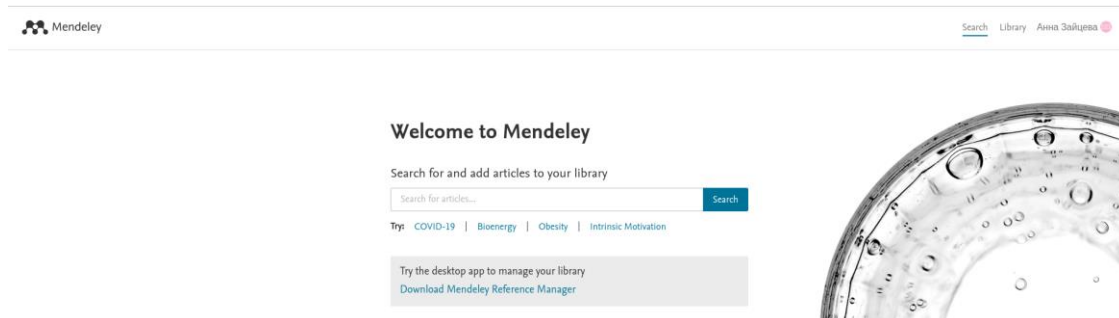 Mendeley
Search Library Анна Зайцева
Welcome to Mendeley
Search for and add articles to your library
Search for articles... Search
Try: COVID-19 | Bioenergy | Obesity | Intrinsic Motivation
Try the desktop app to manage your library
Download Mendeley Reference Manager